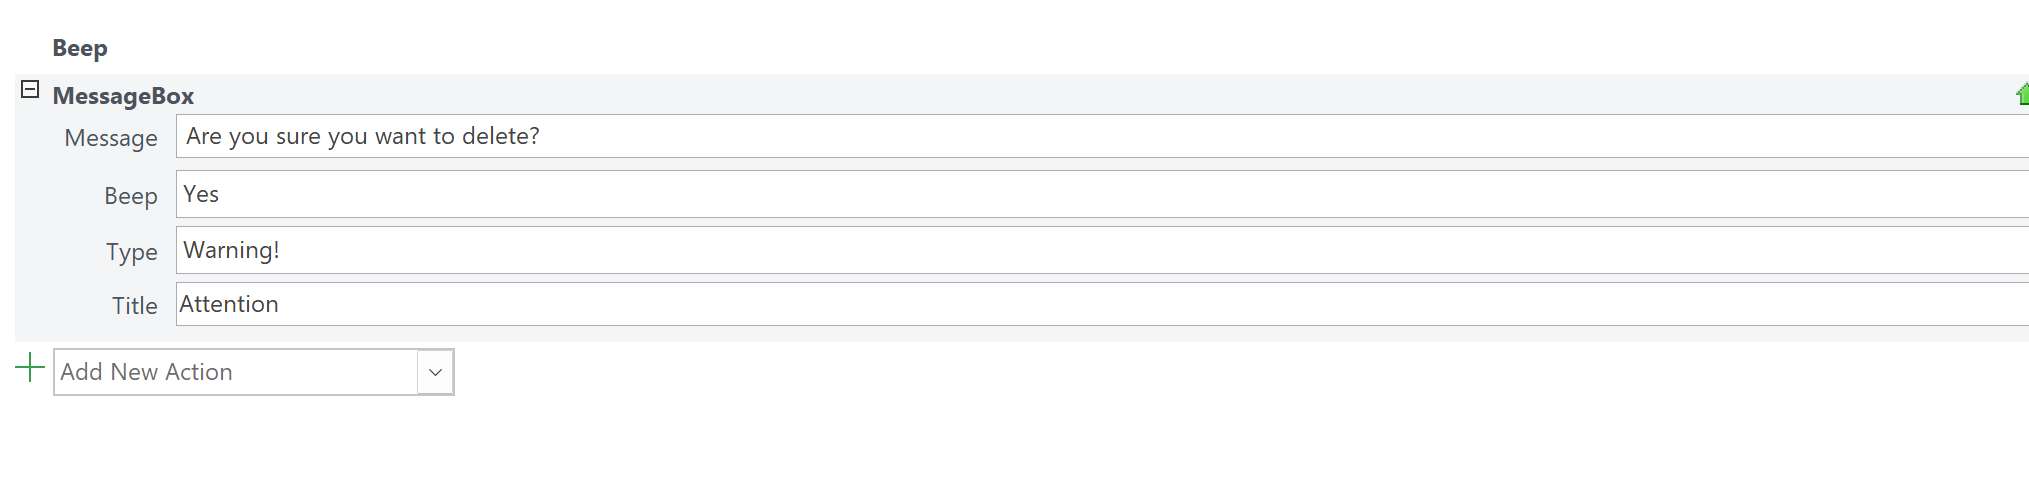 Beep
MessageBox
Message Are you sure you want to delete?
Beep Yes
Type Warning!
Title Attention
Add New Action